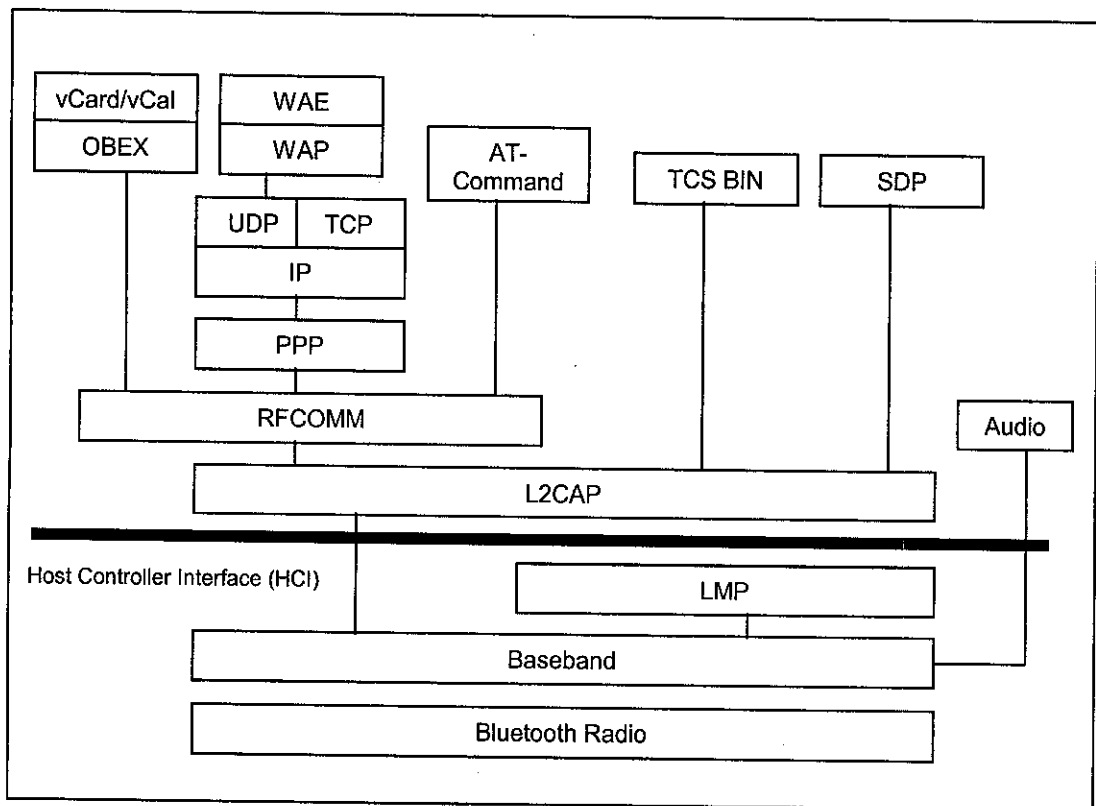 vCard/vCal
OBEX
WAE
WAP
AT-
Command
TCS BIN
SDP
UDP
TCP
IP
PPP
RFCOMM
Audio
L2CAP
Host Controller Interface (HCI)
LMP
Baseband
Bluetooth Radio